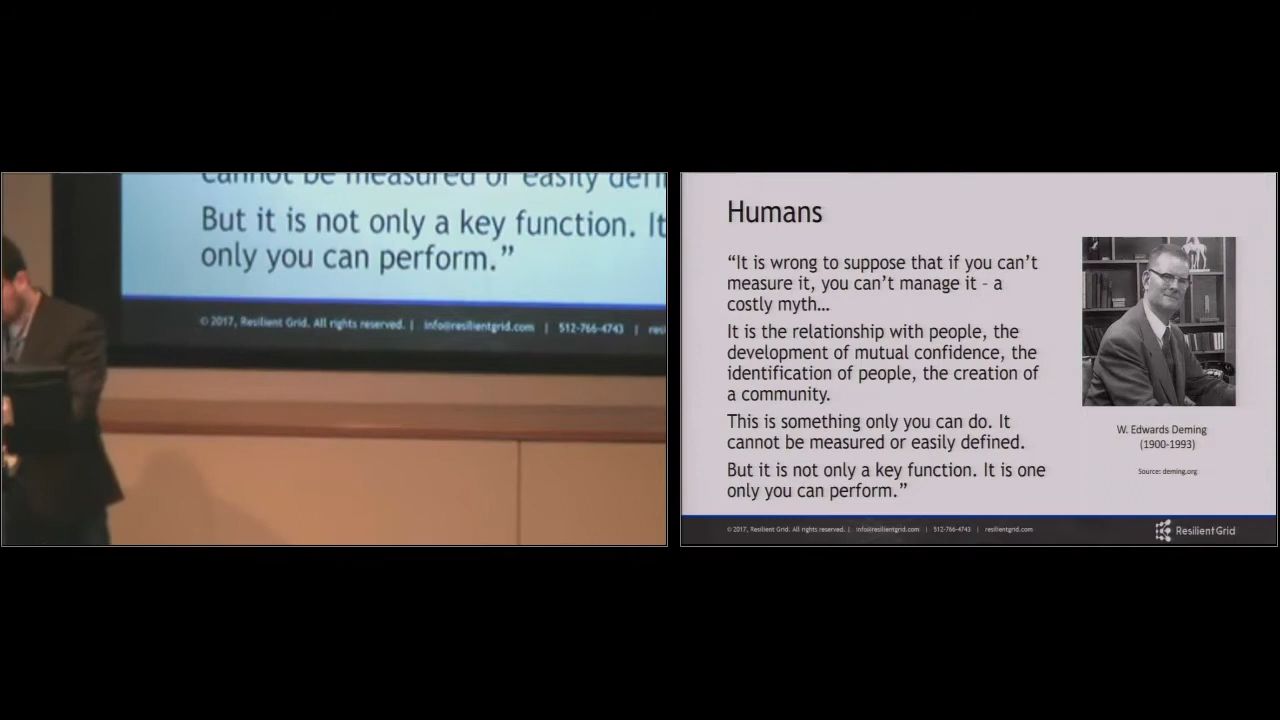 cannot be measured or easily
But it is not only a key function. It
only you can perform.”
© 2017, Resilient Grid. All rights reserved. | info@resilientgrid.com | 512-766-4743 |
Humans
“It is wrong to suppose that if you can’t
measure it, you can’t manage it – a
costly myth…
It is the relationship with people, the
development of mutual confidence, the
identification of people, the creation of
a community.
This is something only you can do. It
cannot be measured or easily defined.
But it is not only a key function. It is one
only you can perform.”
W. Edwards Deming
(1900-1993)
Source: deming.org
© 2017, Resilient Grid. All rights reserved. | info@resilientgrid.com | 512-766-4743 | resilientgrid.com
ResilientGrid